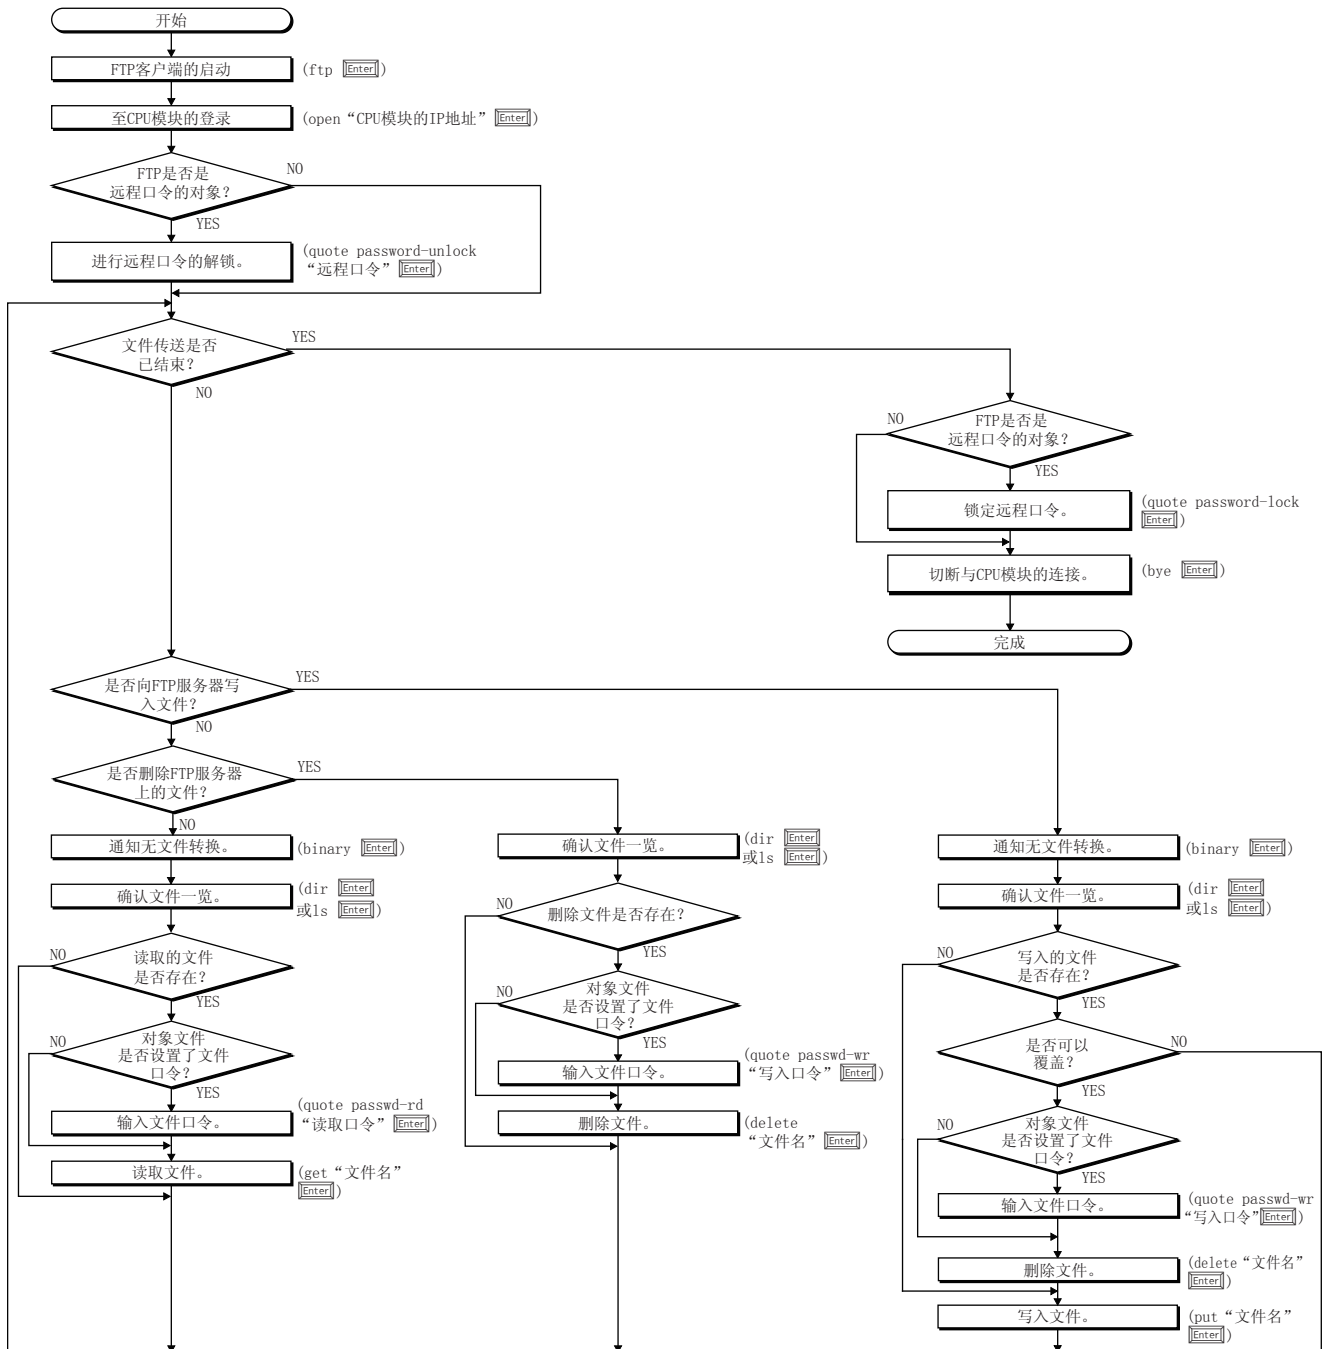 开始
FTP客户端的启动
(ftp Enter)
至CPU模块的登录
(open“CPU模块的IP地址” Enter)
FTP是否是
远程口令的对象?
NO
YES
进行远程口令的解锁。
(quote password-unlock
“远程口令” Enter)
文件传送是否
已结束?
YES
NO
FTP是否是
远程口令的对象?
NO
YES
锁定远程口令。
(quote password-lock
Enter)
切断与CPU模块的连接。
(bye Enter)
完成
是否向FTP服务器写
入文件?
YES
NO
是否删除FTP服务器
上的文件?
YES
NO
通知无文件转换。
(binary Enter)
确认文件一览。
(dir Enter
或ls Enter)
读取的文件
是否存在?
NO
YES
对象文件
是否设置了文件
口令?
NO
YES
输入文件口令。
(quote passwd-rd
“读取口令” Enter)
读取文件。
(get“文件名”
Enter)
确认文件一览。
(dir Enter
或ls Enter)
删除文件是否存在?
NO
YES
对象文件
是否设置了文件
口令?
NO
YES
输入文件口令。
(quote passwd-wr
“写入口令” Enter)
删除文件。
(delete
“文件名” Enter)
通知无文件转换。
(binary Enter)
确认文件一览。
(dir Enter
或ls Enter)
写入的文件
是否存在?
NO
YES
是否可以
覆盖?
NO
YES
对象文件
是否设置了文件
口令?
NO
YES
输入文件口令。
(quote passwd-wr
“写入口令”Enter)
删除文件。
(delete“文件名”
Enter)
写入文件。
(put“文件名”
Enter)